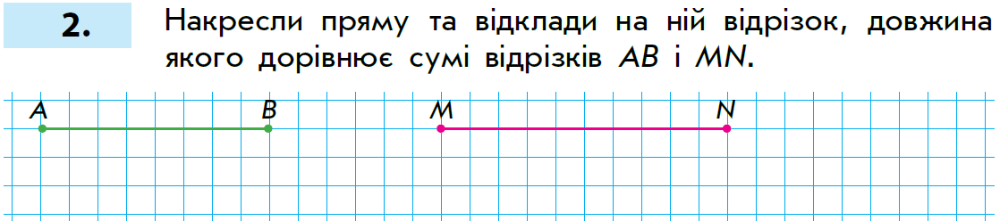 2. Накресли пряму та відклади на ній відрізок, довжина
якого дорівнює сумі відрізків AB і MN.
A B M N